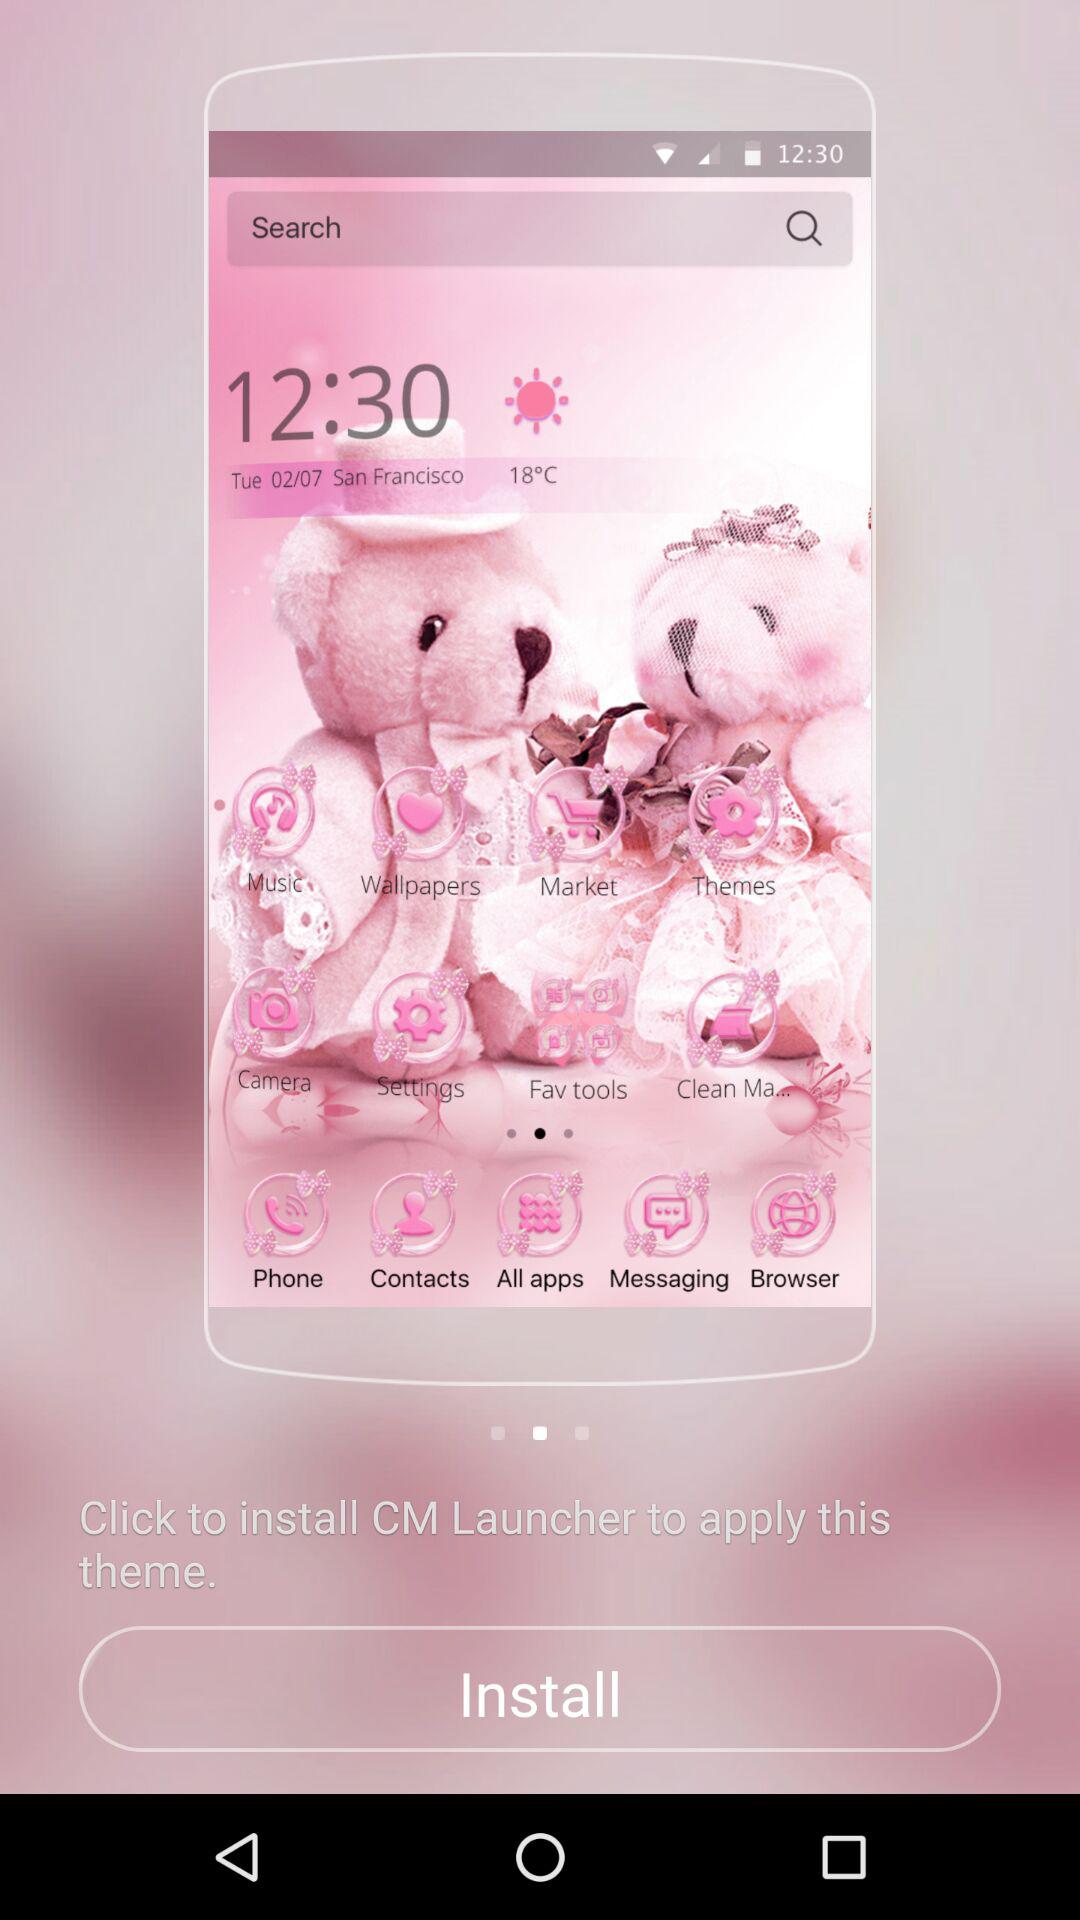 12:30
Search
12:30
Tue 02/07 San Francisco 18°C
Music Wallpapers Market Themes
Camera Settings Fav tools Clean Ma...
Phone Contacts All apps Messaging Browser
Click to install CM Launcher to apply this
theme.
Install